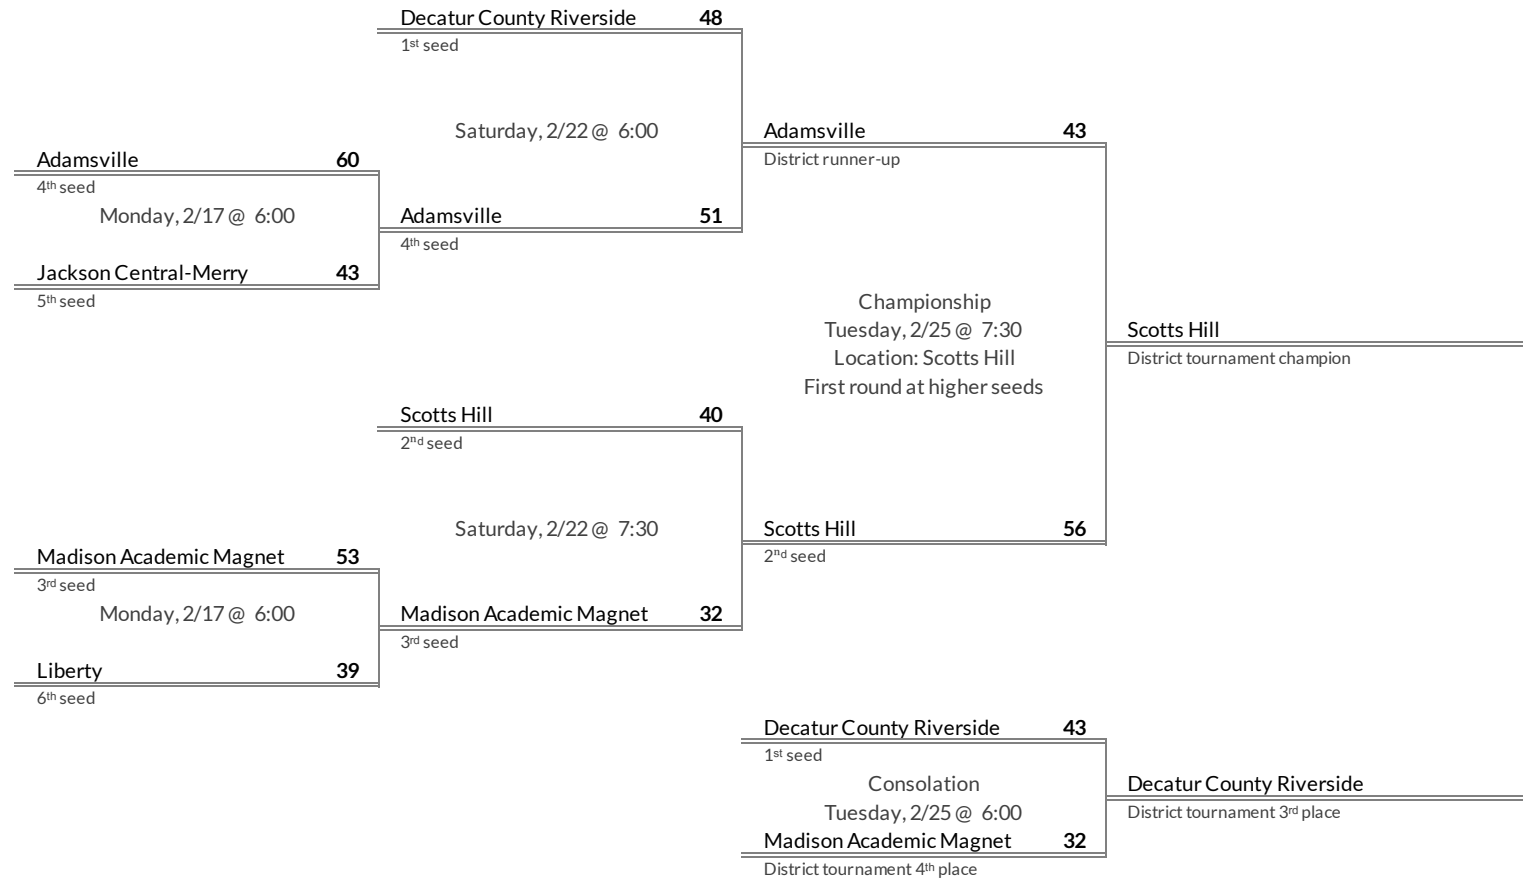 Decatur County Riverside 48
1st seed
Saturday, 2/22 @ 6:00
Adamsville 43
District runner-up
Adamsville 60
4th seed
Monday, 2/17 @ 6:00
Adamsville 51
4th seed
Jackson Central-Merry 43
5th seed
Championship
Tuesday, 2/25 @ 7:30
Location: Scotts Hill
First round at higher seeds
Scotts Hill
District tournament champion
Scotts Hill 40
2nd seed
Saturday, 2/22 @ 7:30
Scotts Hill 56
2nd seed
Madison Academic Magnet 53
3rd seed
Monday, 2/17 @ 6:00
Madison Academic Magnet 32
3rd seed
Liberty 39
6th seed
Decatur County Riverside 43
1st seed
Consolation
Tuesday, 2/25 @ 6:00
Decatur County Riverside
District tournament 3rd place
Madison Academic Magnet 32
District tournament 4th place